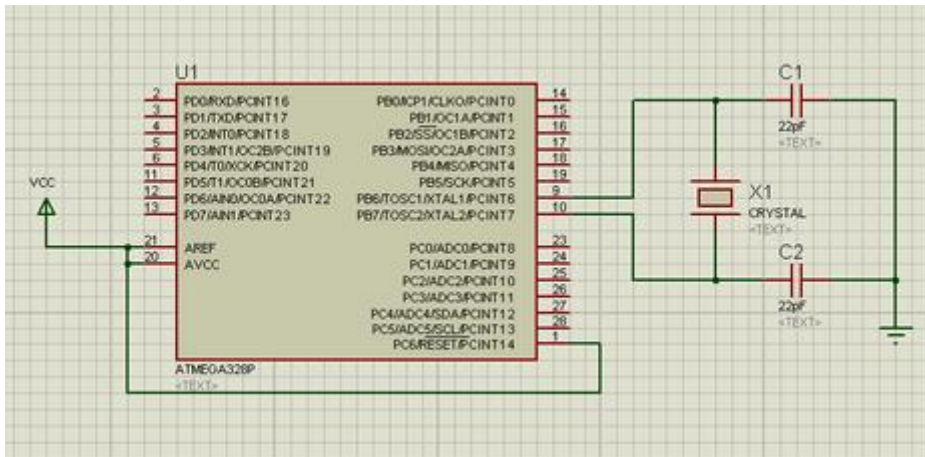 U1
2 PD0/RXD/PCINT16
3 PD1/TXD/PCINT17
4 PD2/INT0/PCINT18
5 PD3/INT1/OC2B/PCINT19
6 PD4/T0/XCK/PCINT20
11 PD5/T1/OC0B/PCINT21
12 PD6/AIN0/OC0A/PCINT22
13 PD7/AIN1/PCINT23
21 AREF
20 AVCC
PB0/ICP1/CLKO/PCINT0 14
PB1/OC1A/PCINT1 15
PB2/SS/OC1B/PCINT2 16
PB3/MOSI/OC2A/PCINT3 17
PB4/MISO/PCINT4 18
PB5/SCK/PCINT5 19
PB6/TOSC1/XTAL1/PCINT6 9
PB7/TOSC2/XTAL2/PCINT7 10
PC0/ADC0/PCINT8 23
PC1/ADC1/PCINT9 24
PC2/ADC2/PCINT10 25
PC3/ADC3/PCINT11 26
PC4/ADC4/SDA/PCINT12 27
PC5/ADC5/SCL/PCINT13 28
PC6/RESET/PCINT14 1
ATMEGA328P
<TEXT>
VCC
C1
22pF
<TEXT>
X1
CRYSTAL
<TEXT>
C2
22pF
<TEXT>